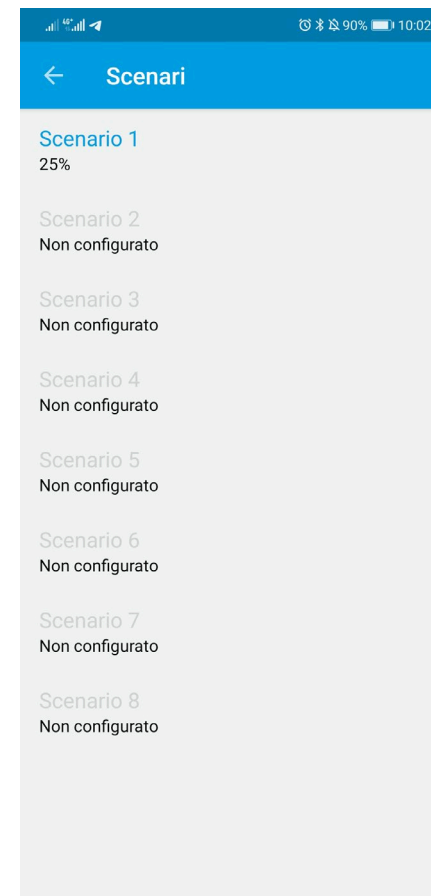 4G+ 90% 10:02
Scenari
Scenario 1
25%
Scenario 2
Non configurato
Scenario 3
Non configurato
Scenario 4
Non configurato
Scenario 5
Non configurato
Scenario 6
Non configurato
Scenario 7
Non configurato
Scenario 8
Non configurato